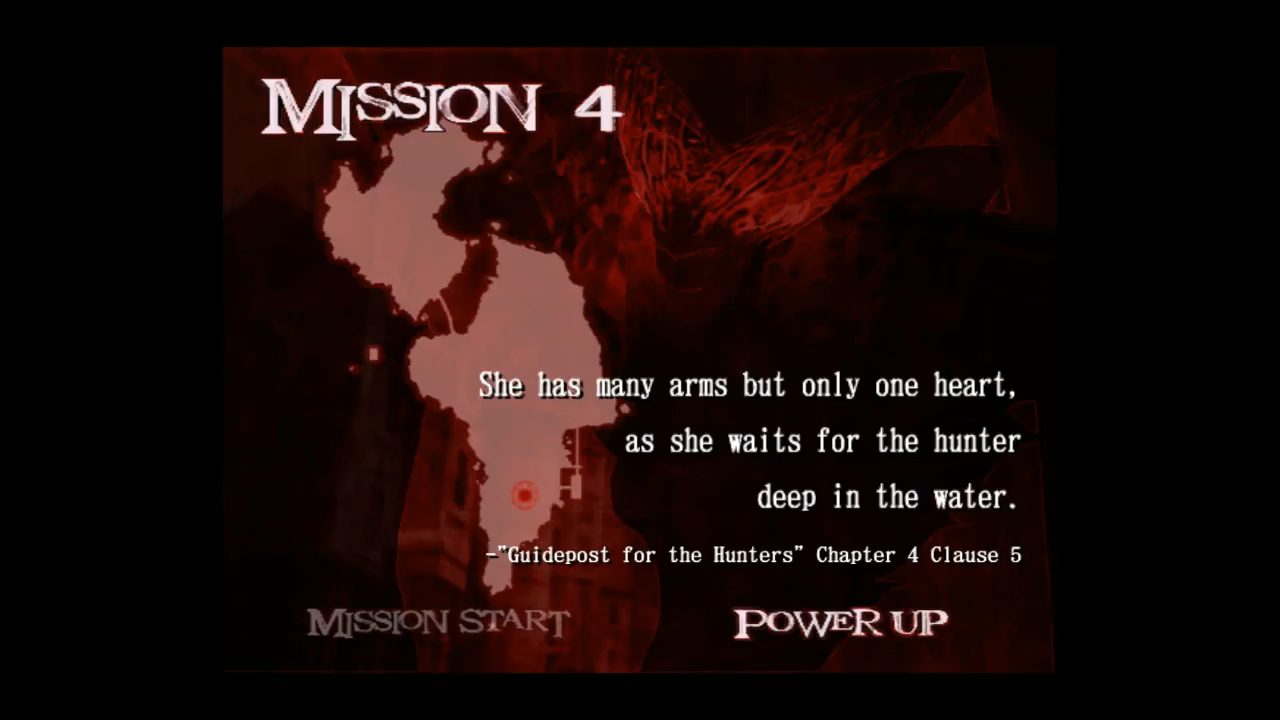 MISSION 4
She has many arms but only one heart,
as she waits for the hunter
deep in the water.
-"Guidepost for the Hunters" Chapter 4 Clause 5
MISSION START
POWER UP